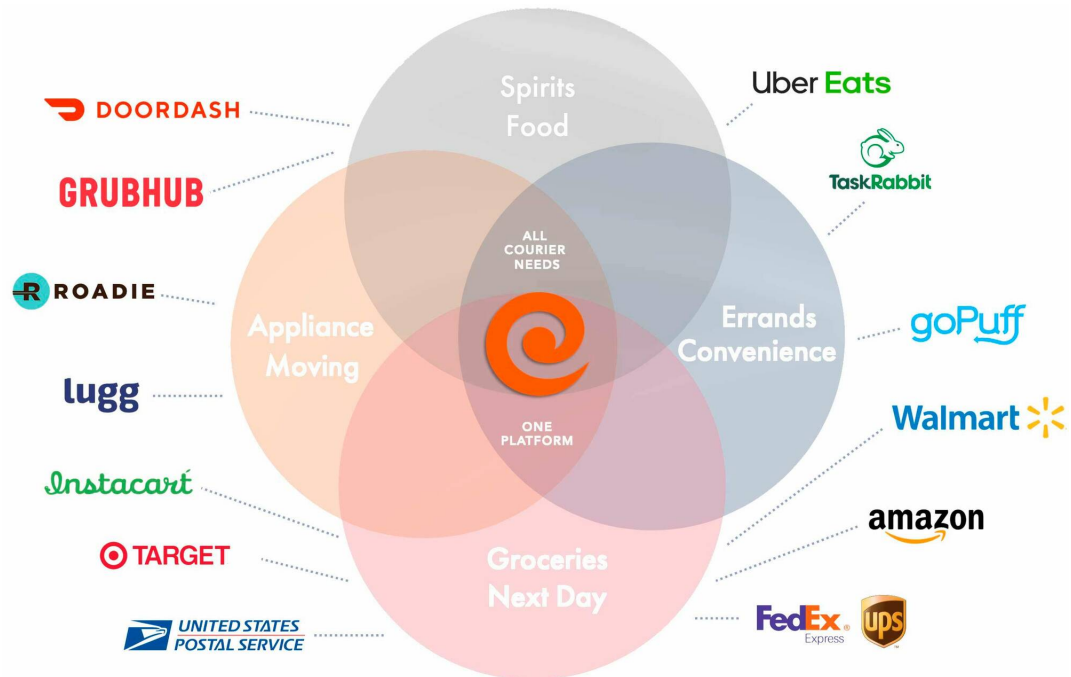 Spirits
Food
DOORDASH
Uber Eats
GRUBHUB
TaskRabbit
ALL
COURIER
NEEDS
R ROADIE
Appliance
Moving
Errands
Convenience
goPuff
lugg
Walmart
ONE
PLATFORM
Instacart
amazon
TARGET
Groceries
Next Day
UNITED STATES
POSTAL SERVICE
FedEx®
Express
ups